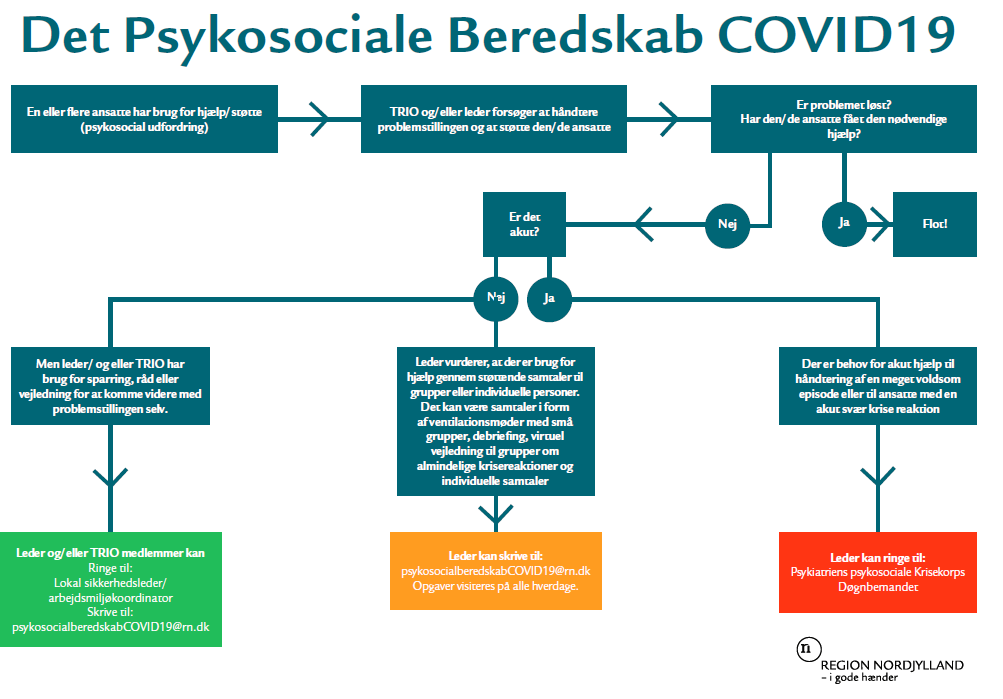 Det Psykosociale Beredskab COVID19
En eller flere ansatte har brug for hjælp/støtte
(psykosocial udfordring)
TRIO og/eller leder forsøger at håndtere
problemstillingen og at støtte den/de ansatte
Er problemet løst?
Har den/de ansatte fået den nødvendige
hjælp?
Er det
akut?
Nej
Ja
Flot!
Nej
Ja
Men leder/ og eller TRIO har
brug for sparring, råd eller
vejledning for at komme videre med
problemstillingen selv.
Leder vurderer, at der er brug for
hjælp gennem støttende samtaler til
grupper eller individuelle personer.
Det kan være samtaler i form
af ventilationsmøder med små
grupper, debriefing, virtuel
vejledning til grupper om
almindelige krisereaktioner og
individuelle samtaler
Der er behov for akut hjælp til
håndtering af en meget voldsom
episode eller til ansatte med en
akut svær krise reaktion
Leder og/eller TRIO medlemmer kan
Ringe til:
Lokal sikkerhedsleder/
arbejdsmiljøkoordinator
Skrive til:
psykosocialberedskabCOVID19@rn.dk
Leder kan skrive til:
psykosocialberedskabCOVID19@rn.dk
Opgaver visiteres på alle hverdage.
Leder kan ringe til:
Psykiatriens psykosociale Krisekorps
Døgnbemandet
n
REGION NORDJYLLAND
– i gode hænder